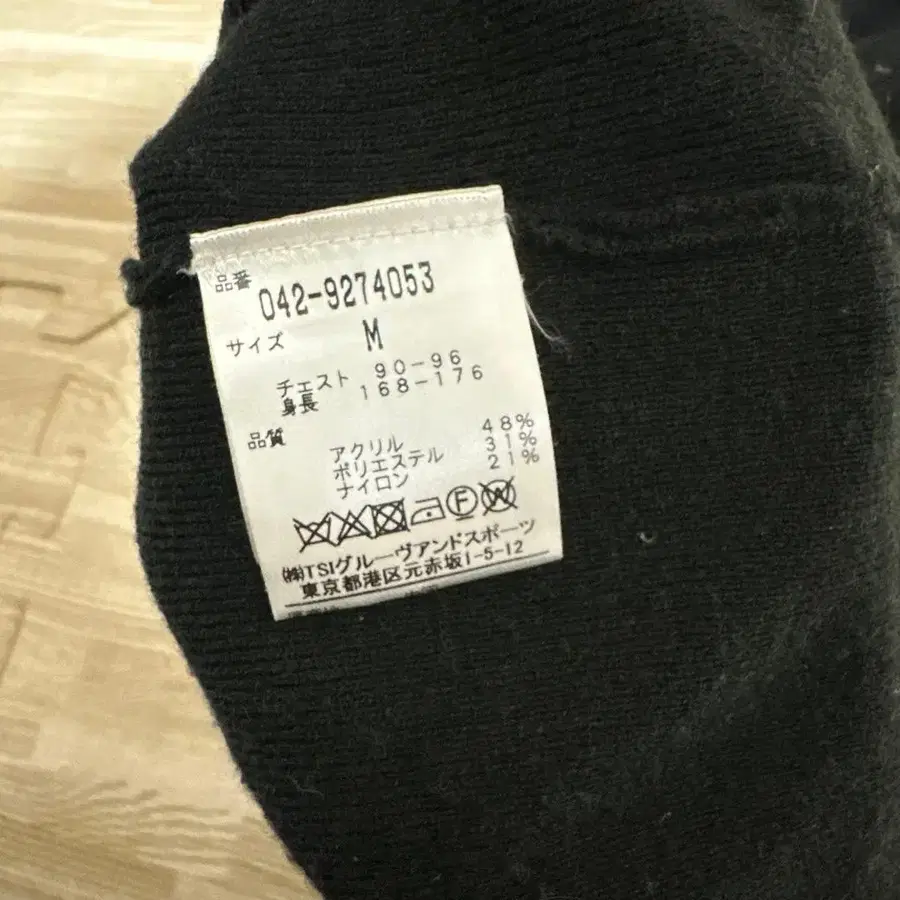 品番 042-9274053
サイズ M
チェスト 90-96
身長 168-176
品質
アクリル 48%
ポリエステル 31%
ナイロン 21%
F W
㈱TSIグルーヴアンドスポーツ
東京都港区元赤坂1-5-12